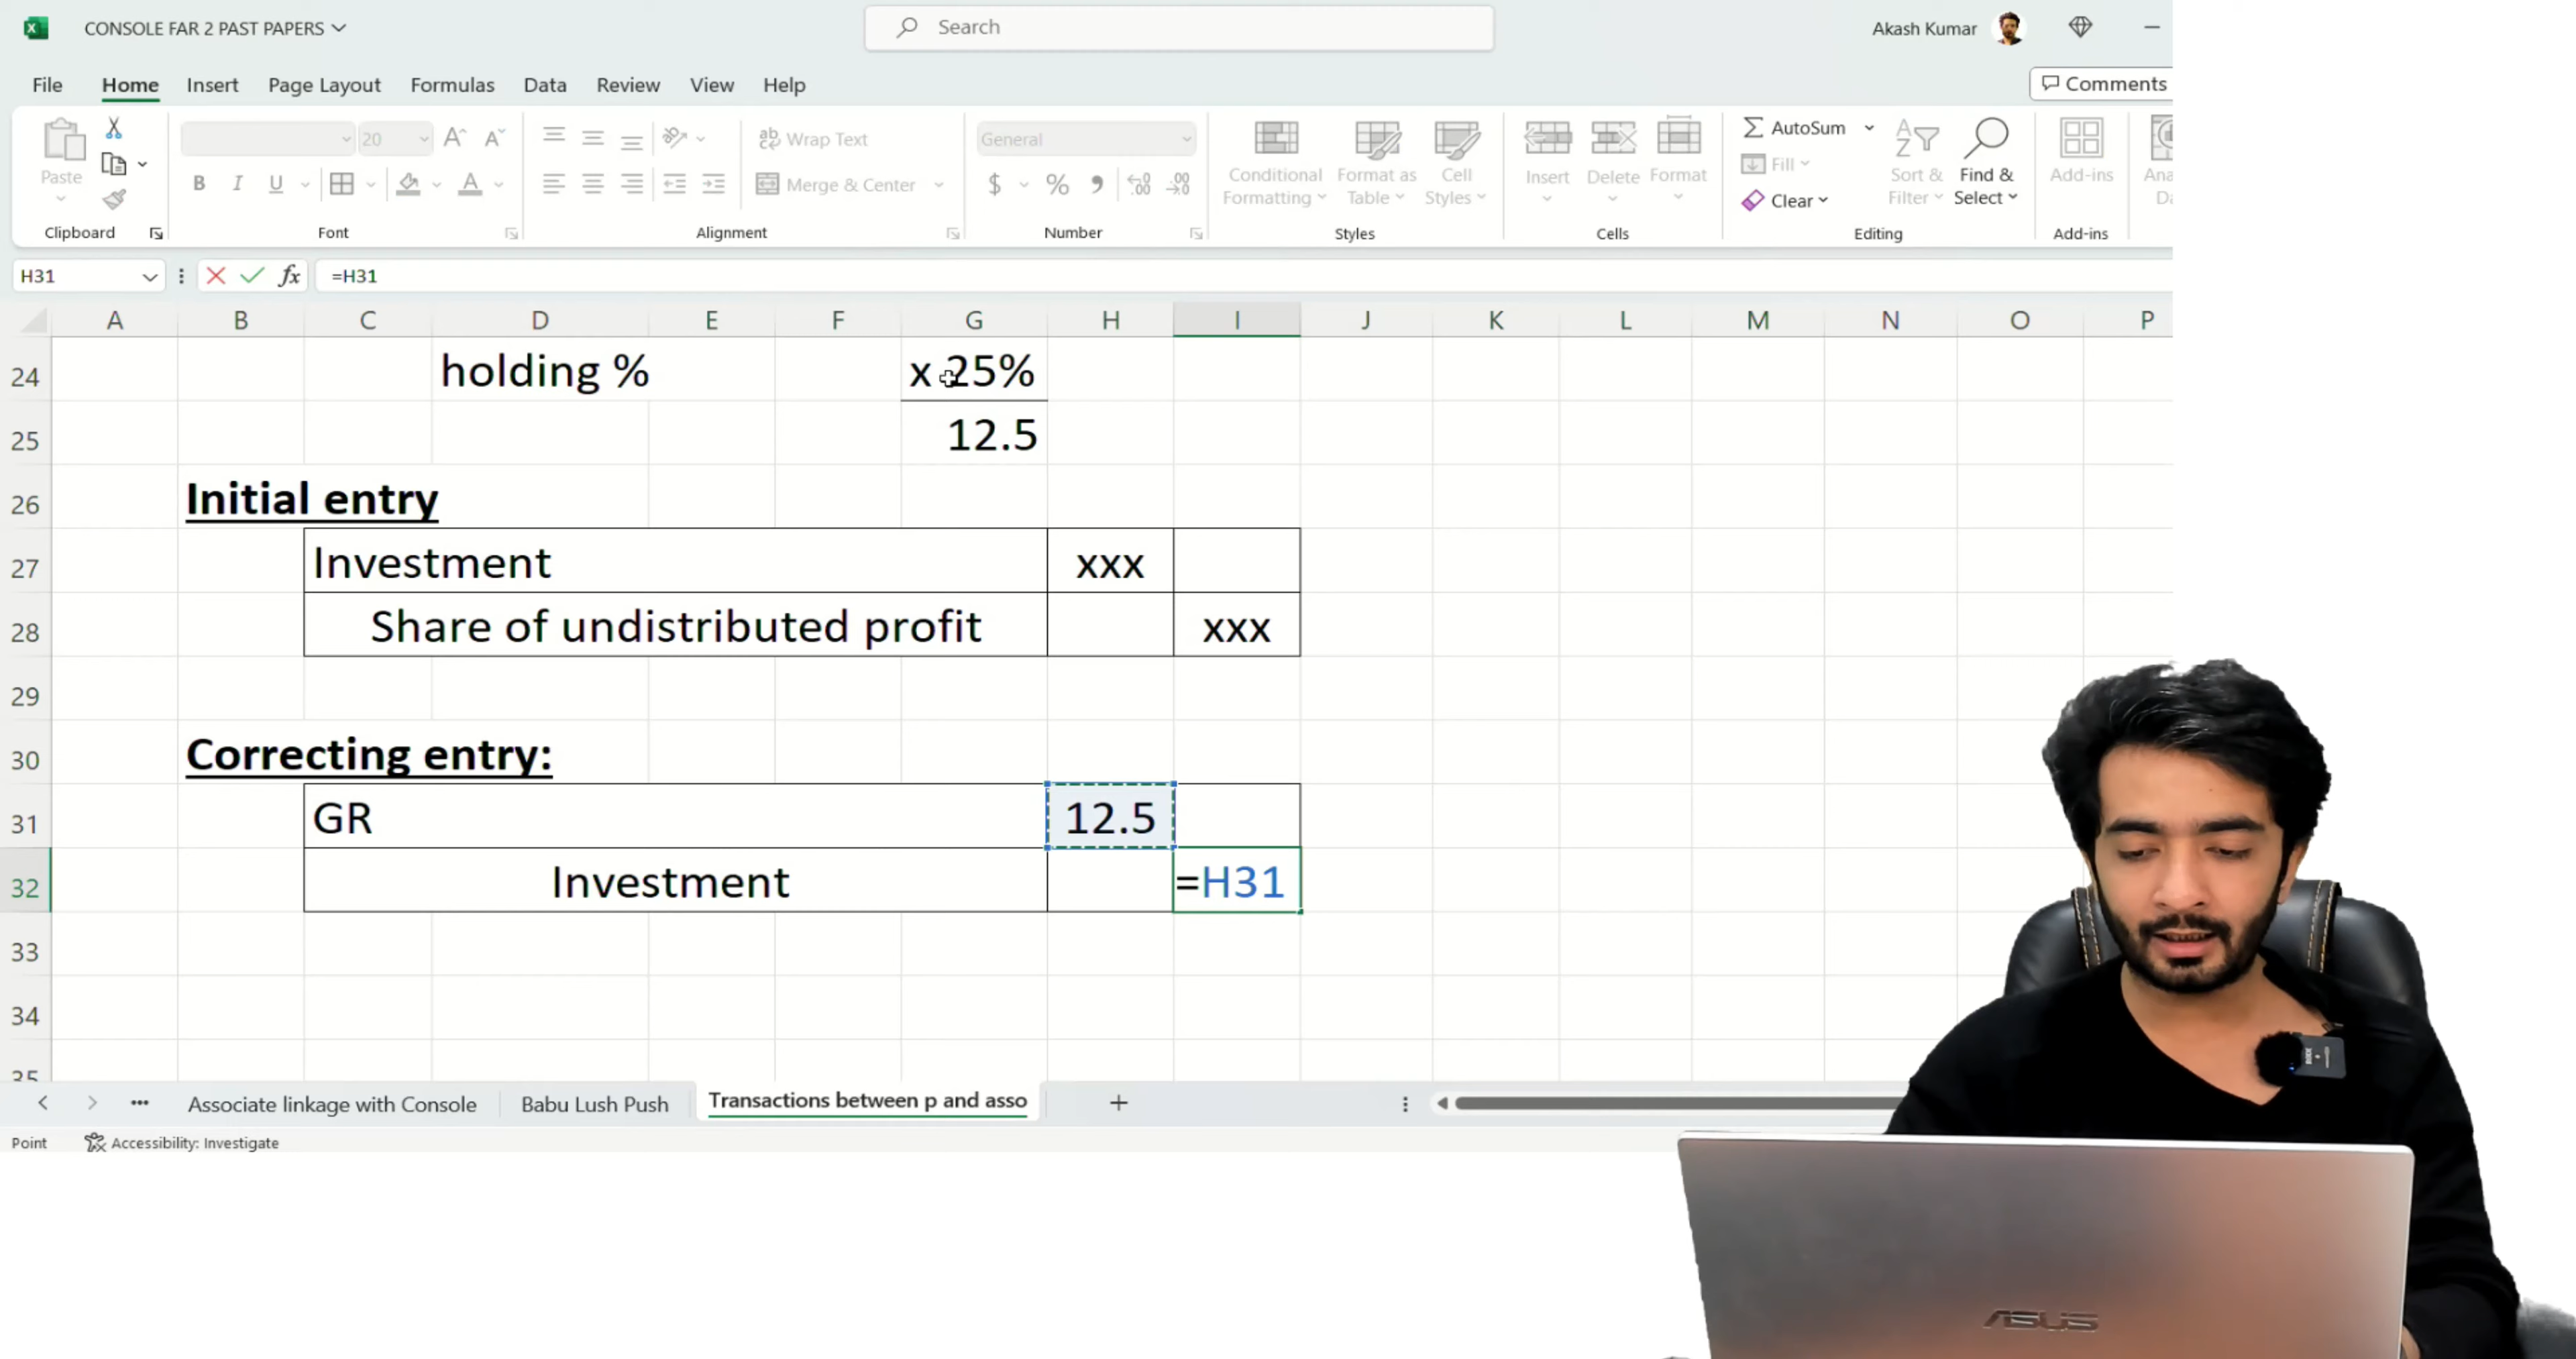 CONSOLE FAR 2 PAST PAPERS
Search
Akash Kumar
File Home Insert Page Layout Formulas Data Review View Help
Comments
Paste
20
B I U
Wrap Text
Merge & Center
General
$ % 9
Conditional Formatting
Format as Table
Cell Styles
Insert
Delete
Format
AutoSum
Fill
Clear
Sort & Filter
Find & Select
Add-ins
Clipboard
Font
Alignment
Number
Styles
Cells
Editing
Add-ins
H31
fx
=H31
A B C D E F G H I J K L M N O P
24 holding % x 25%
25 12.5
26 Initial entry
27 Investment xxx
28 Share of undistributed profit xxx
29
30 Correcting entry:
31 GR 12.5
32 Investment =H31
33
34
35
Associate linkage with Console Babu Lush Push Transactions between p and asso
Point Accessibility: Investigate
ASUS